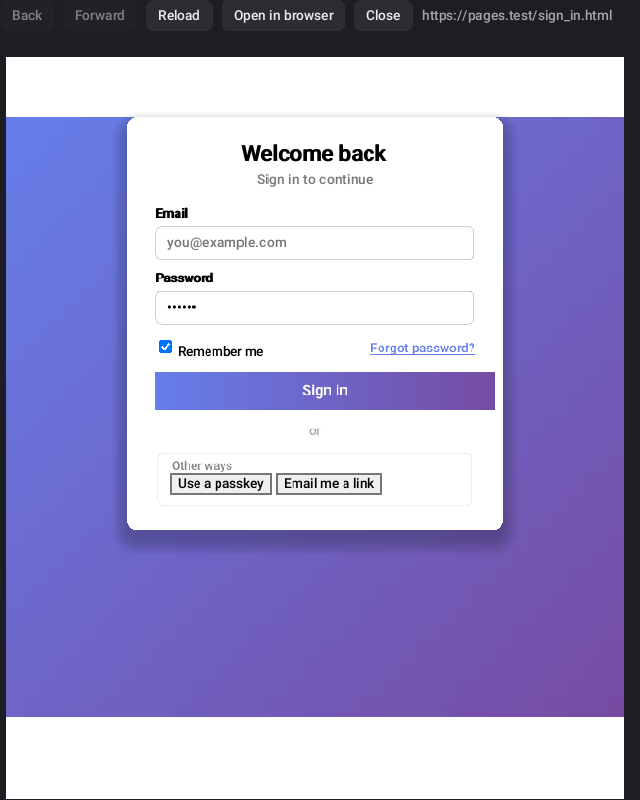 Back Forward Reload Open in browser Close https://pages.test/sign_in.html
Welcome back
Sign in to continue
Email
you@example.com
Password
••••••
Remember me Forgot password?
Sign in
or
Other ways
Use a passkey Email me a link